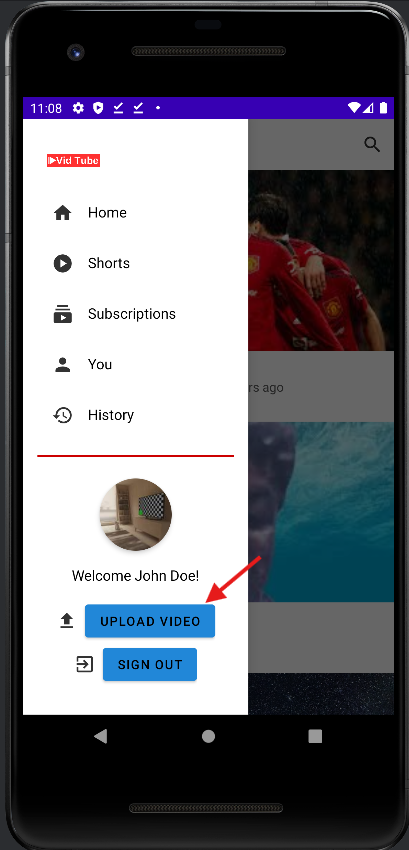 11:08
Vid Tube
Home
Shorts
Subscriptions
You
History
rs ago
Welcome John Doe!
UPLOAD VIDEO
SIGN OUT